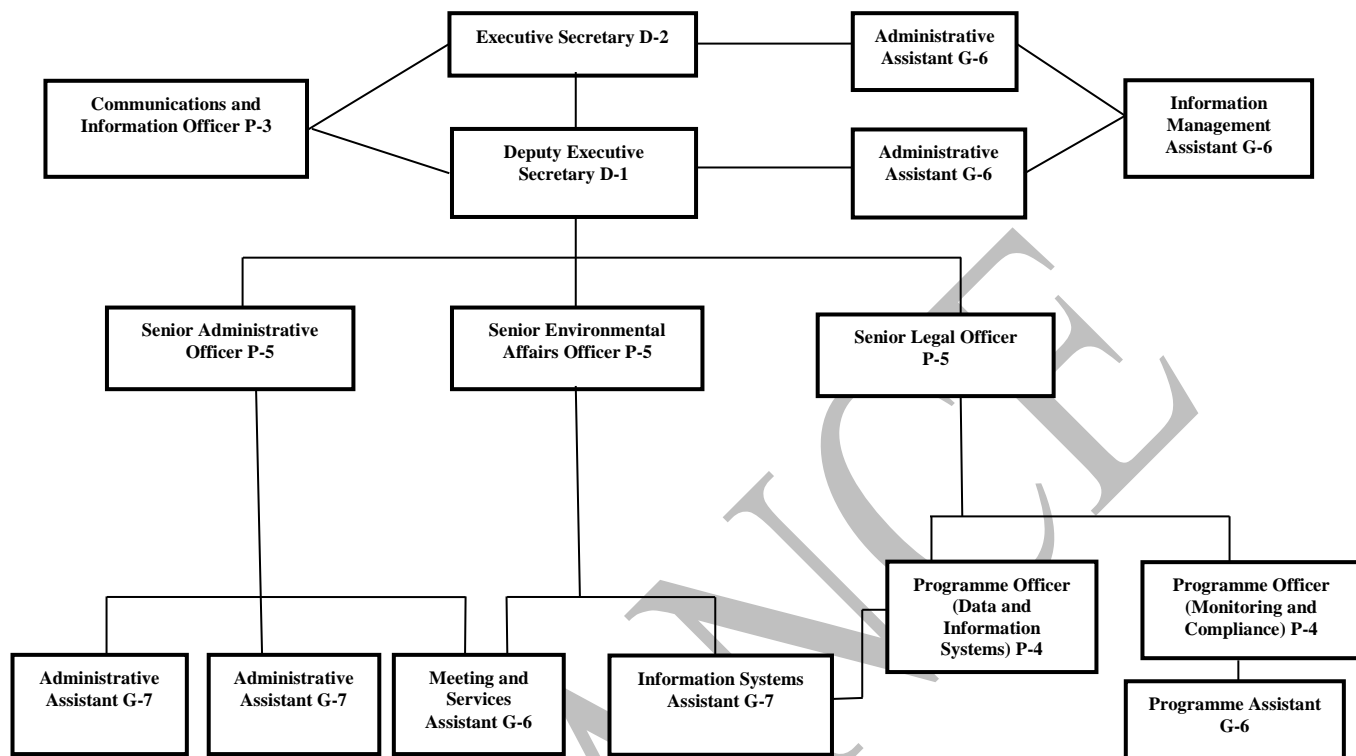 Executive Secretary D-2
Administrative
Assistant G-6
Communications and
Information Officer P-3
Information
Management
Assistant G-6
Deputy Executive
Secretary D-1
Administrative
Assistant G-6
Senior Administrative
Officer P-5
Senior Environmental
Affairs Officer P-5
Senior Legal Officer
P-5
Programme Officer
(Data and
Information
Systems) P-4
Programme Officer
(Monitoring and
Compliance) P-4
Administrative
Assistant G-7
Administrative
Assistant G-7
Meeting and
Services
Assistant G-6
Information Systems
Assistant G-7
Programme Assistant
G-6
NCE